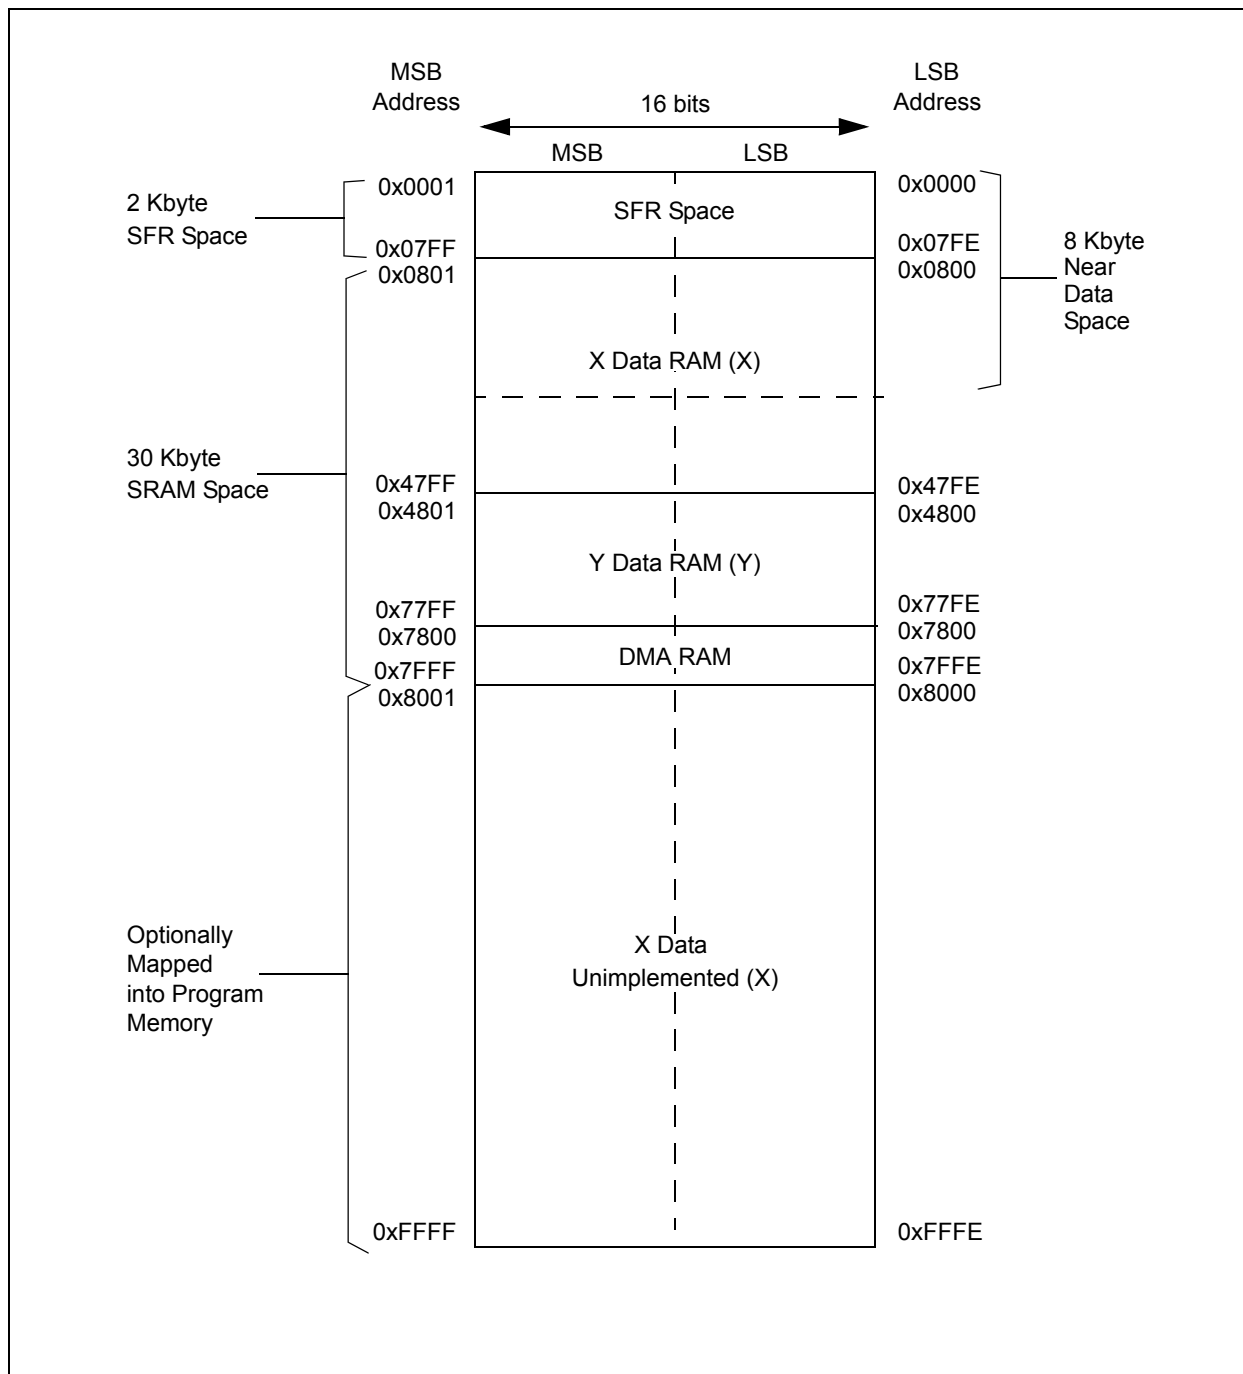 MSB
Address
LSB
Address
16 bits
MSB
LSB
2 Kbyte
SFR Space
0x0001
0x07FF
0x0801
SFR Space
0x0000
0x07FE
0x0800
8 Kbyte
Near
Data
Space
X Data RAM (X)
30 Kbyte
SRAM Space
0x47FF
0x4801
0x47FE
0x4800
Y Data RAM (Y)
0x77FF
0x7800
0x77FE
0x7800
DMA RAM
0x7FFF
0x8001
0x7FFE
0x8000
Optionally
Mapped
into Program
Memory
X Data
Unimplemented (X)
0xFFFF
0xFFFE